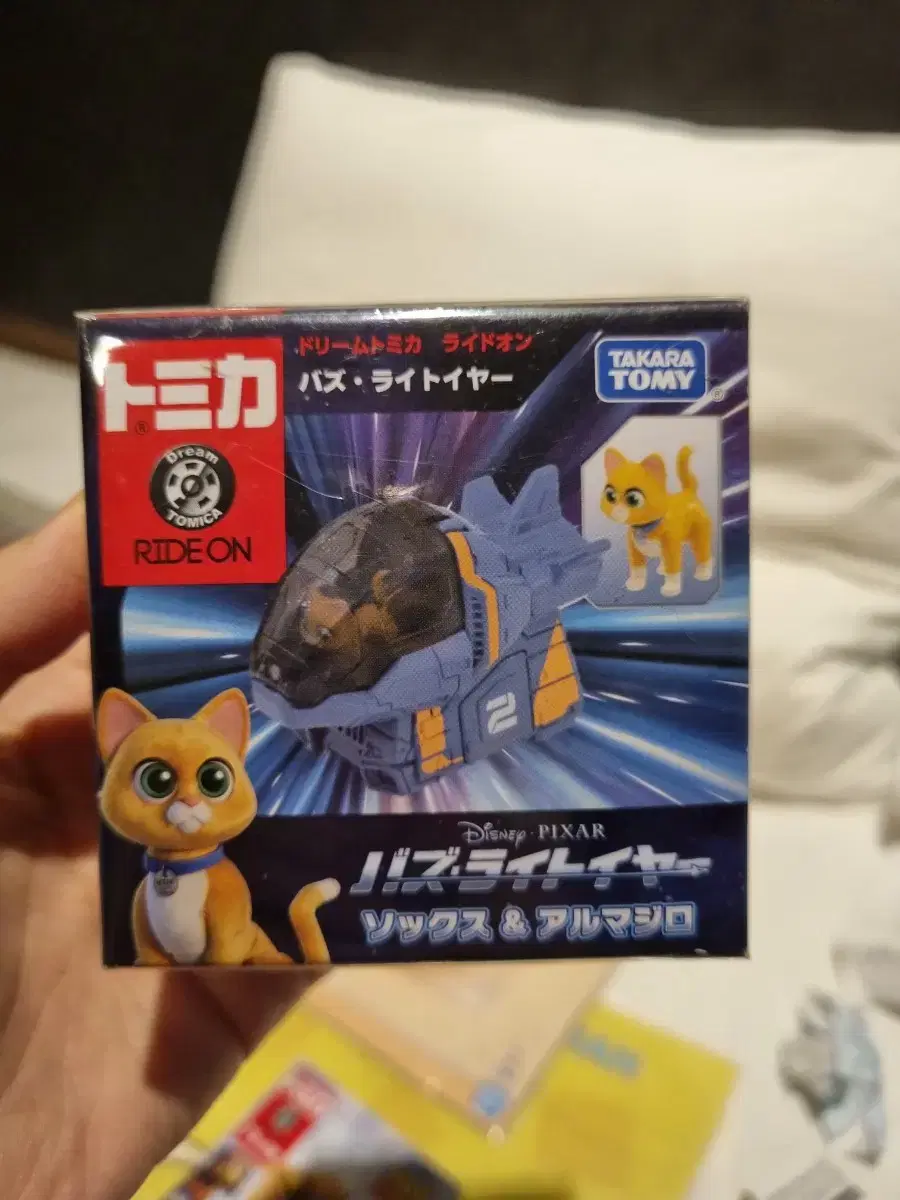 トミカ
®
Dream
TOMICA
RIDE ON
ドリームトミカ ライドオン
バズ・ライトイヤー
TAKARA
TOMY
®
2
Disney・PIXAR
バズ・ライトイヤー
ソックス&アルマジロ